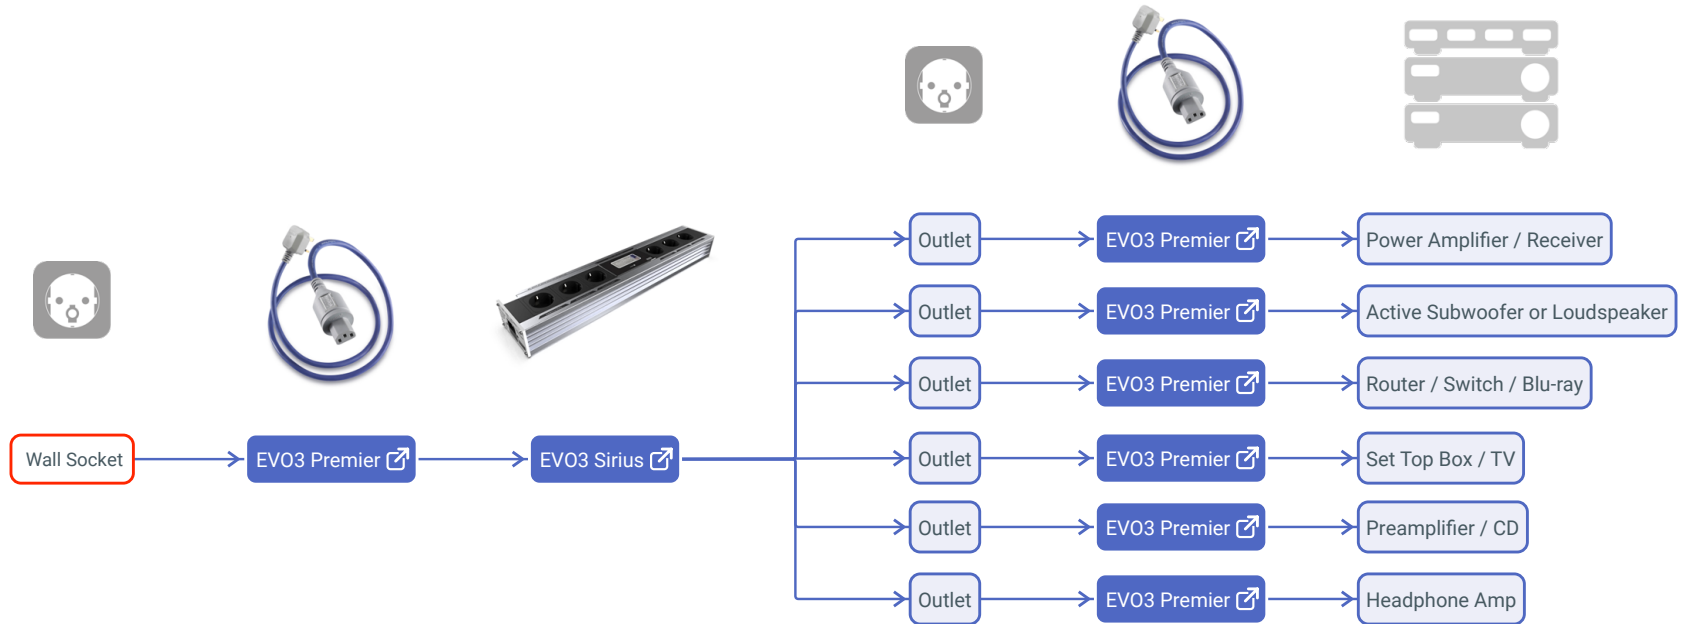 Outlet EVO3 Premier Power Amplifier / Receiver
Outlet EVO3 Premier Active Subwoofer or Loudspeaker
Outlet EVO3 Premier Router / Switch / Blu-ray
Wall Socket EVO3 Premier EVO3 Sirius Outlet EVO3 Premier Set Top Box / TV
Outlet EVO3 Premier Preamplifier / CD
Outlet EVO3 Premier Headphone Amp